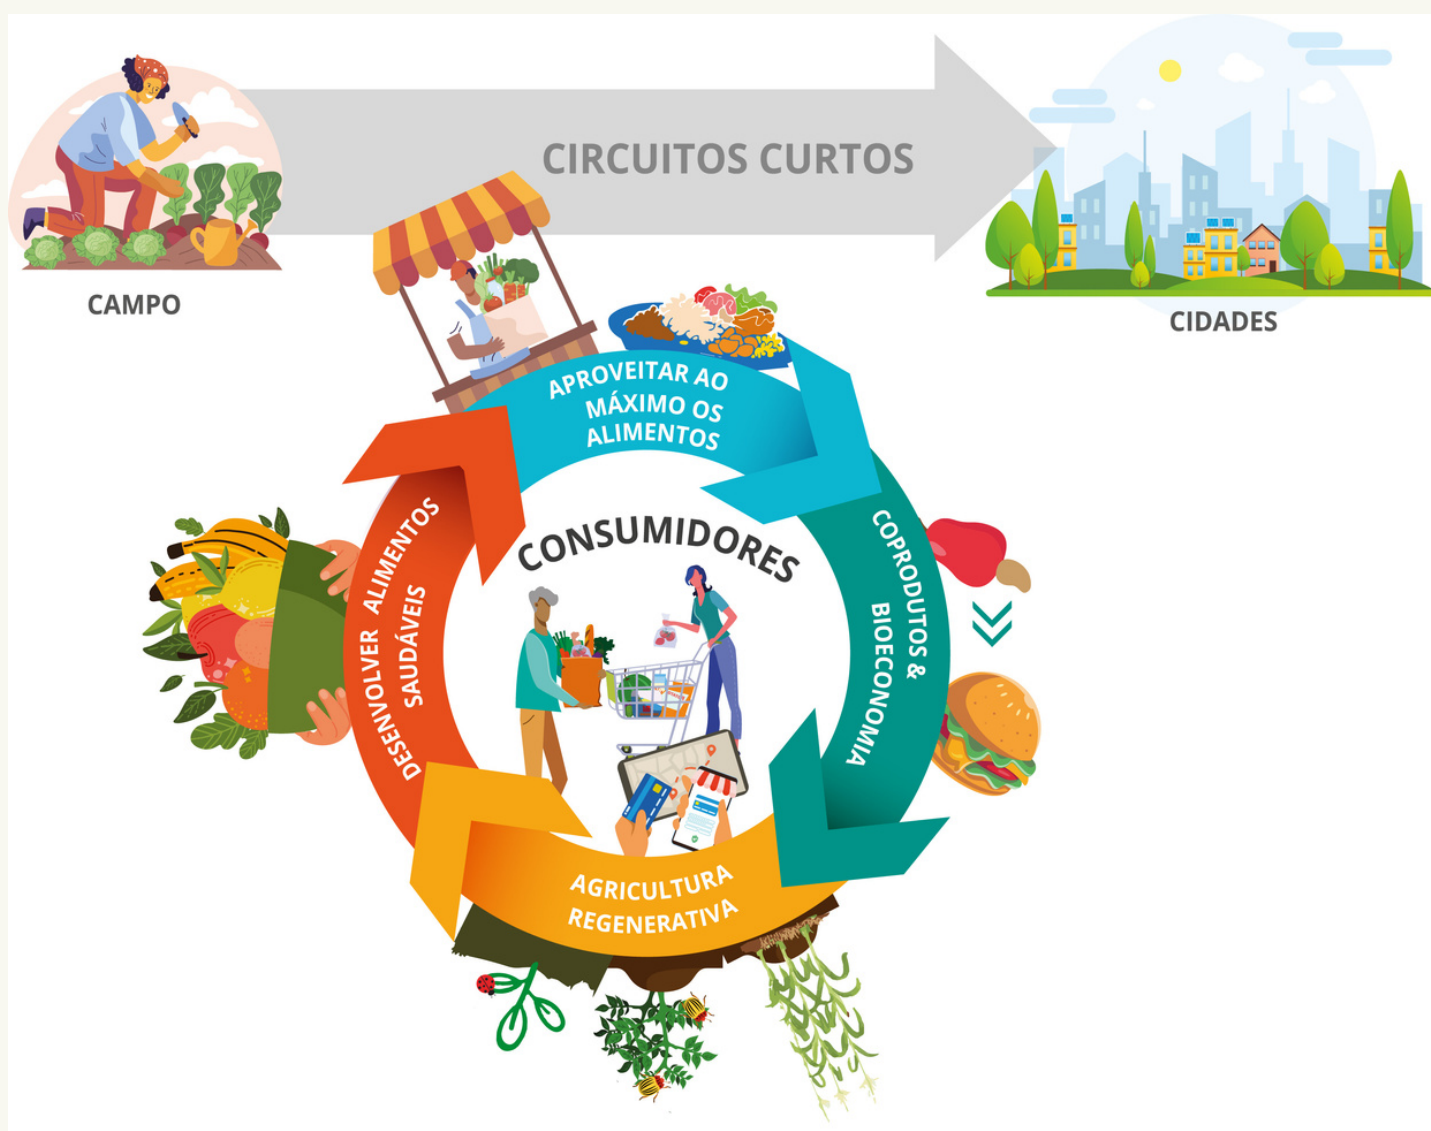 CIRCUITOS CURTOS
CAMPO
CIDADES
APROVEITAR AO
MÁXIMO OS
ALIMENTOS
CONSUMIDORES
COPRODUTOS &
BIOECONOMIA
AGRICULTURA
REGENERATIVA
DESENVOLVER ALIMENTOS
SAUDÁVEIS